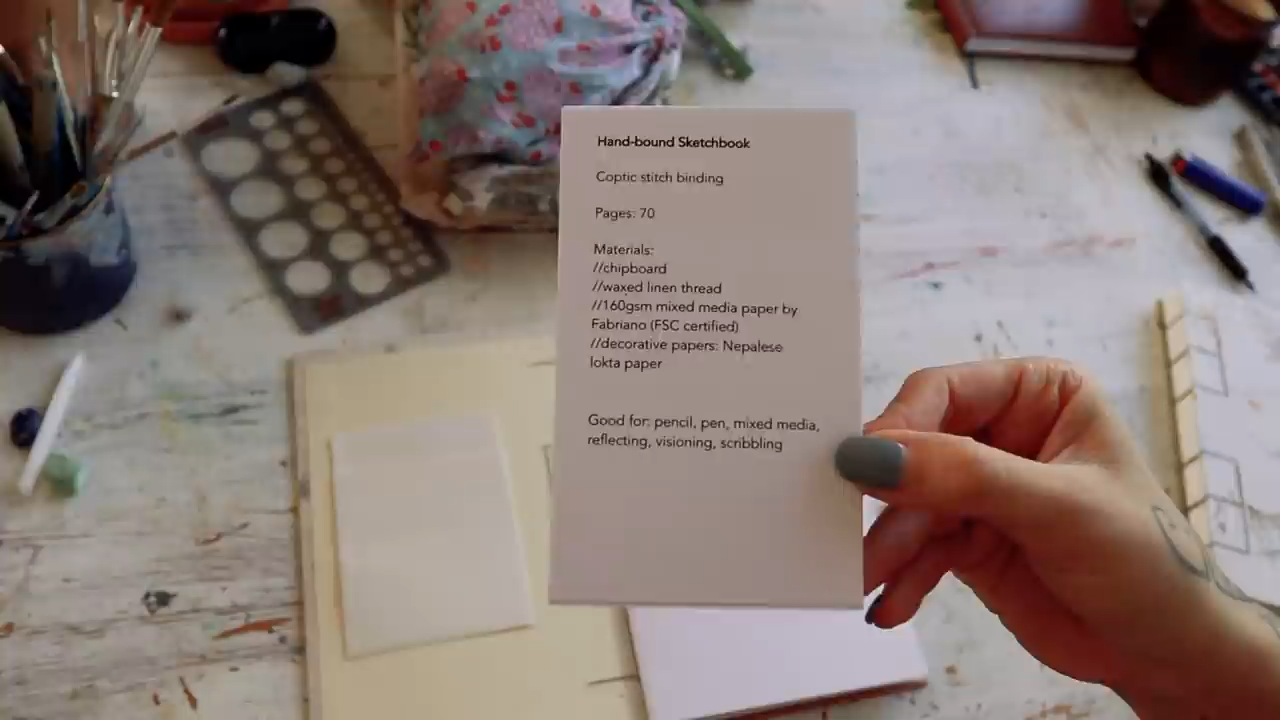 Hand-bound Sketchbook
Coptic stitch binding
Pages: 70
Materials:
//chipboard
//waxed linen thread
//160gsm mixed media paper by
Fabriano (FSC certified)
//decorative papers: Nepalese
lokta paper
Good for: pencil, pen, mixed media,
reflecting, visioning, scribbling